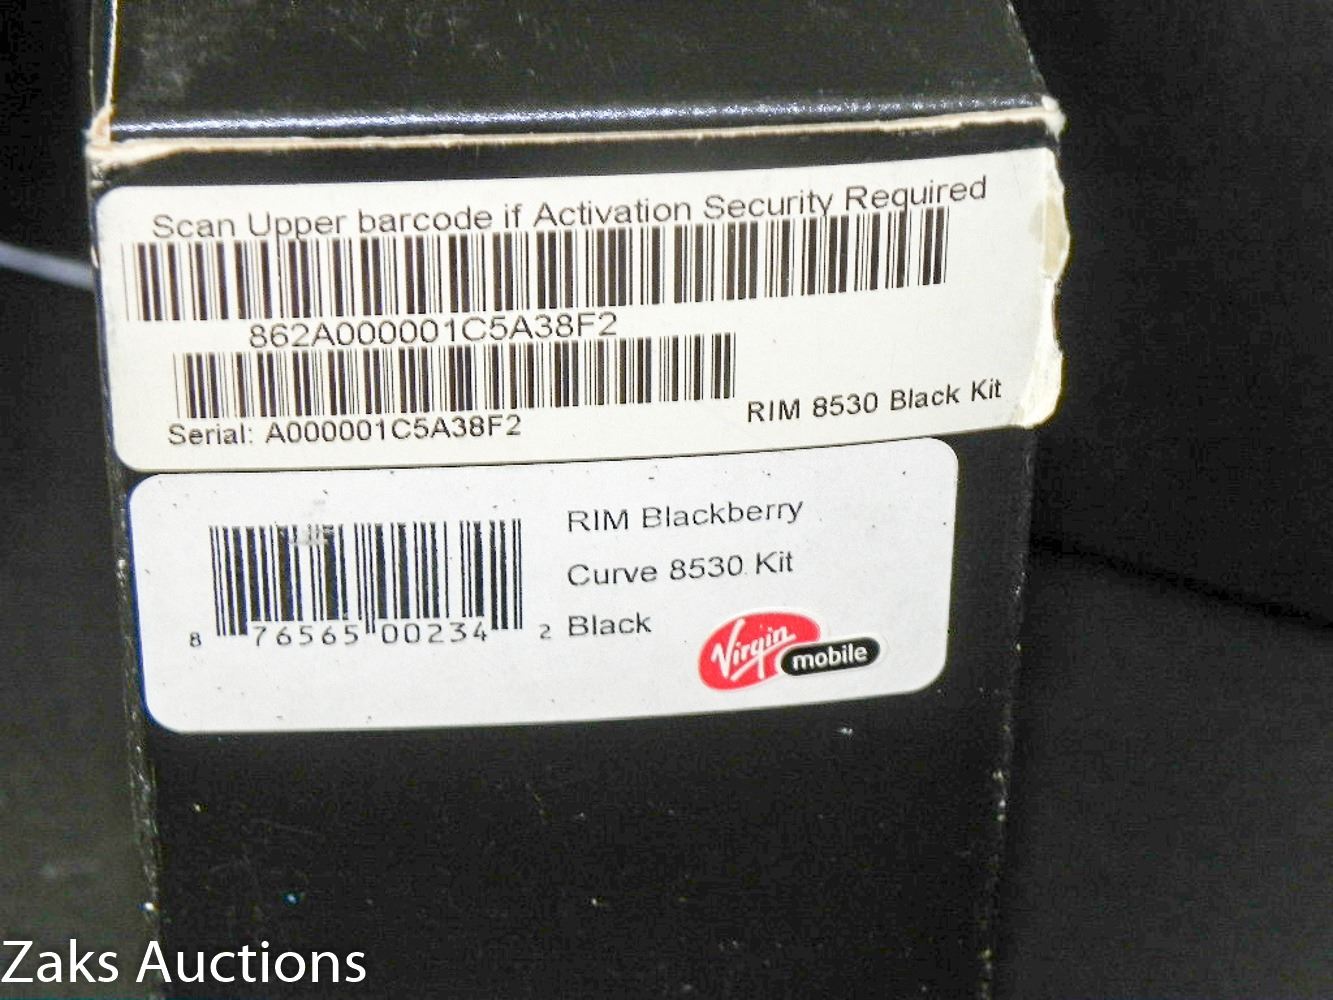 Scan Upper barcode if Activation Security Required
862A000001C5A38F2
Serial: A000001C5A38F2
RIM 8530 Black Kit
RIM Blackberry
Curve 8530 Kit
Black
8 76565 00234 2
Virgin mobile
Zaks Auctions